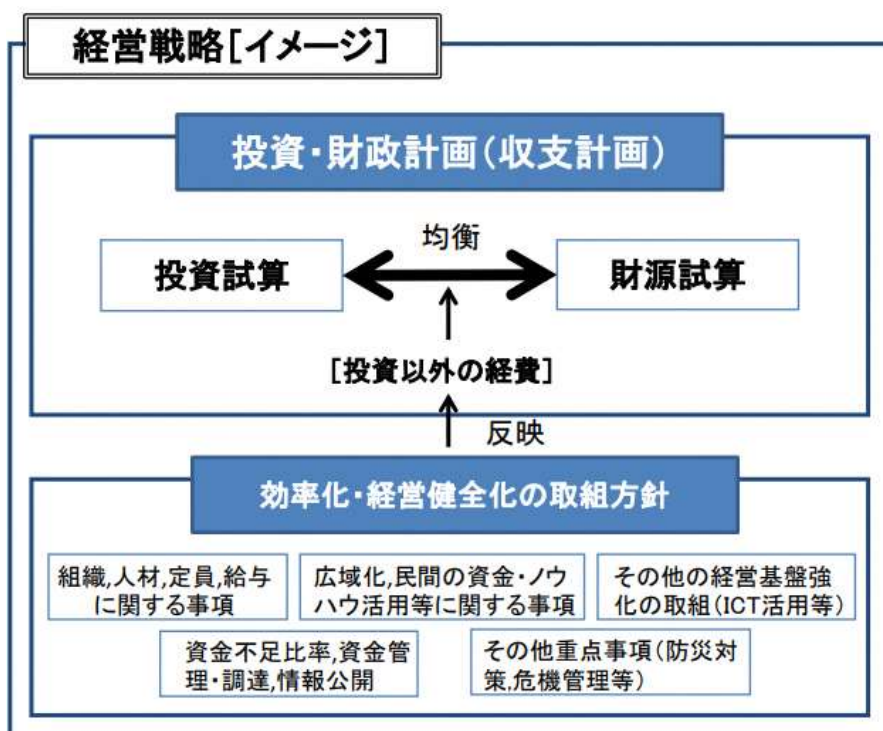 経営戦略[イメージ]
投資・財政計画(収支計画)
均衡
投資試算
財源試算
[投資以外の経費]
反映
効率化・経営健全化の取組方針
組織,人材,定員,給与
に関する事項
広域化,民間の資金・ノウ
ハウ活用等に関する事項
その他の経営基盤強
化の取組(ICT活用等)
資金不足比率,資金管
理・調達,情報公開
その他重点事項(防災対
策,危機管理等)